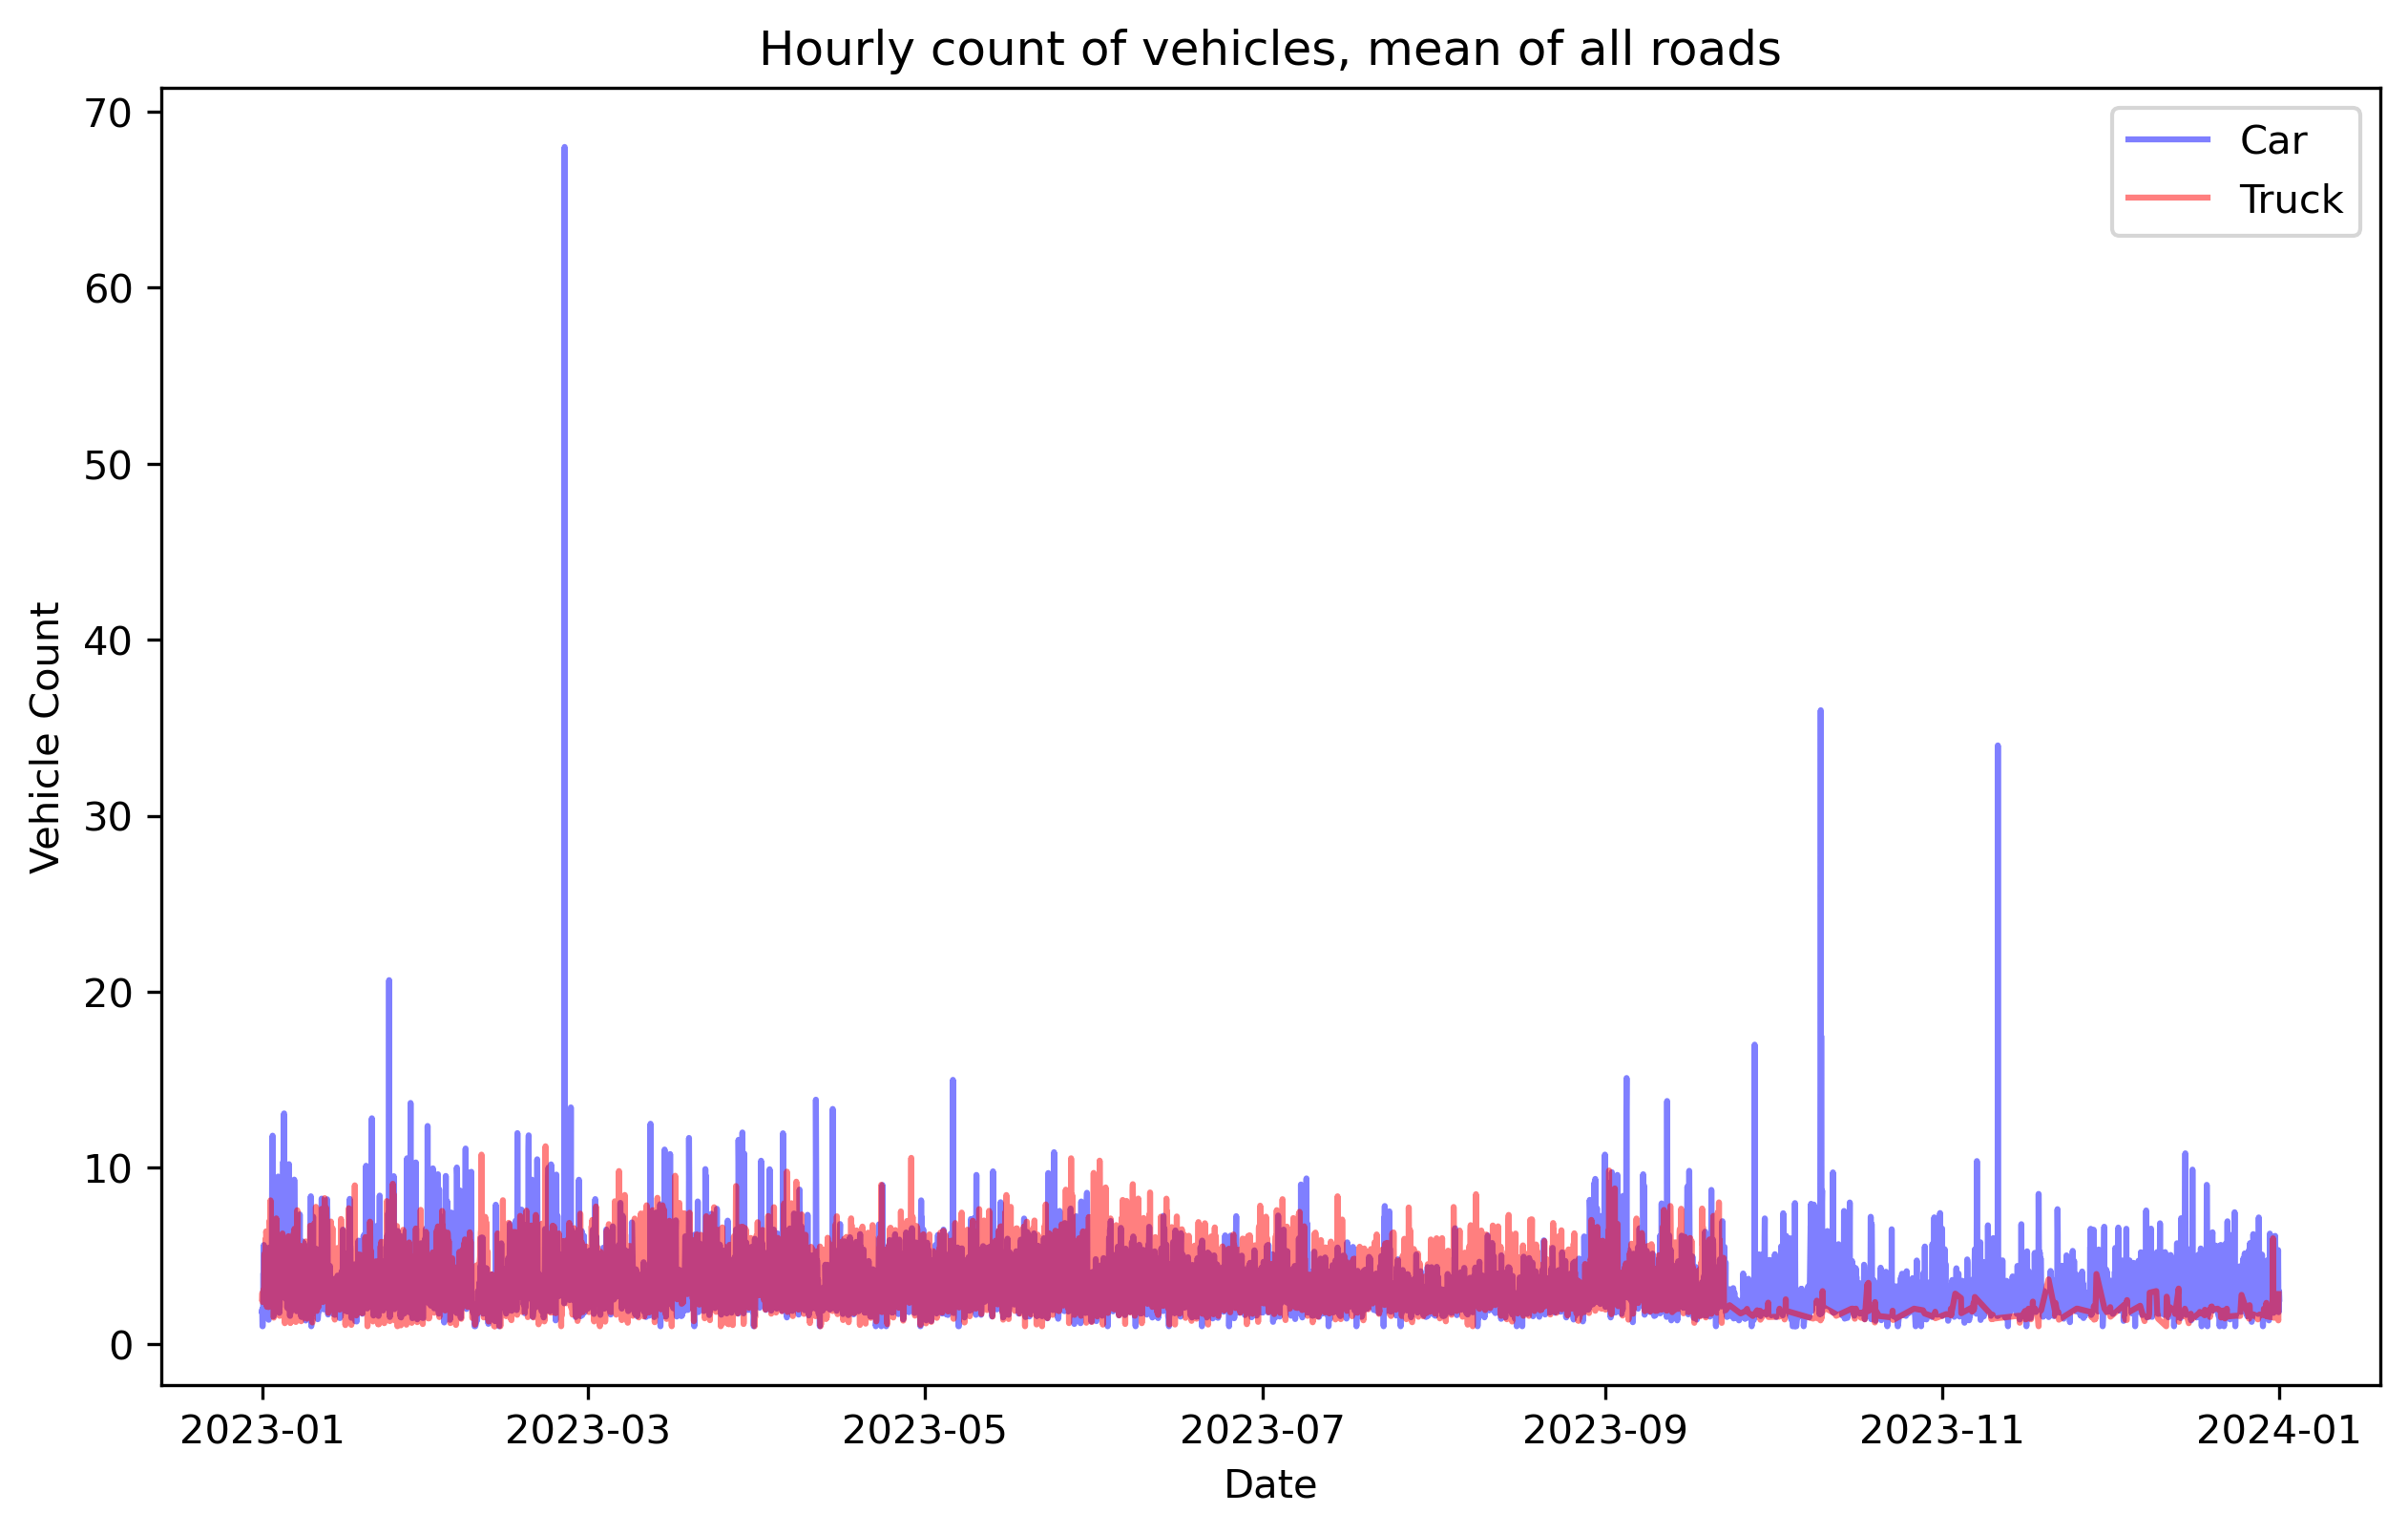 Hourly count of vehicles, mean of all roads
Car
Truck
Vehicle Count
70
60
50
40
30
20
10
0
2023-01 2023-03 2023-05 2023-07 2023-09 2023-11 2024-01
Date